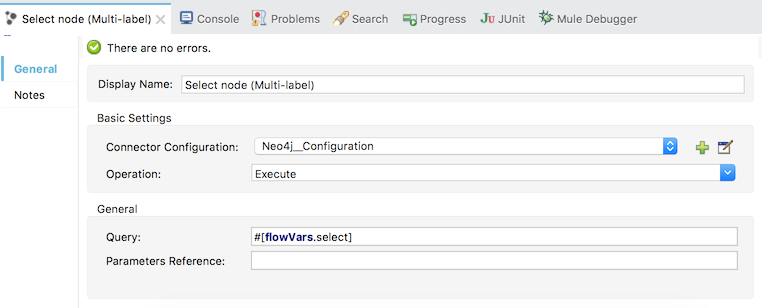 Select node (Multi-label) Console Problems Search Progress JU JUnit Mule Debugger
There are no errors.
General
Notes
Display Name: Select node (Multi-label)
Basic Settings
Connector Configuration: Neo4j__Configuration
Operation: Execute
General
Query: #[flowVars.select]
Parameters Reference: